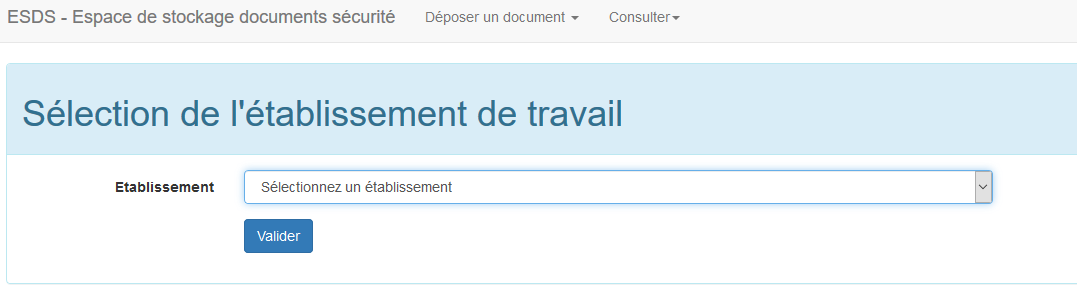 ESDS - Espace de stockage documents sécurité Déposer un document Consulter
Sélection de l'établissement de travail
Etablissement Sélectionnez un établissement
Valider